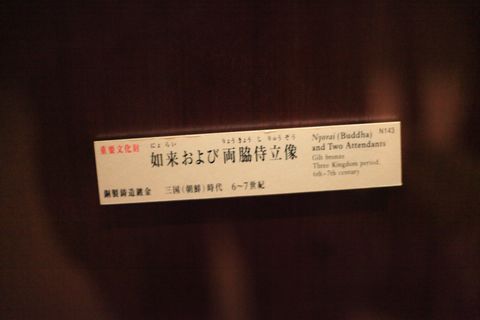 重要文化財
にょらい りょうきょうじりゅうぞう
如来および両脇侍立像
銅製鋳造鍍金 三国(朝鮮)時代 6〜7世紀
N143
Nyorai (Buddha)
and Two Attendants
Gilt bronze
Three Kingdom period,
6th-7th century